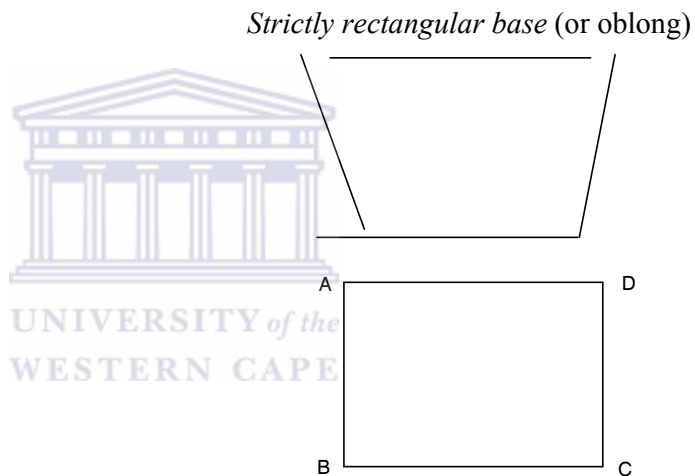 Strictly rectangular base (or oblong)
A D
UNIVERSITY of the
WESTERN CAPE
B C